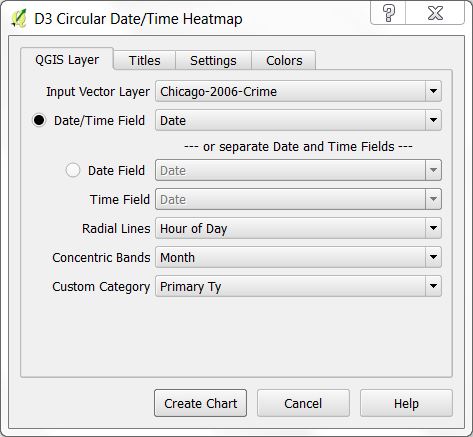 D3 Circular Date/Time Heatmap
QGIS Layer Titles Settings Colors
Input Vector Layer Chicago-2006-Crime
Date/Time Field Date
--- or separate Date and Time Fields ---
Date Field Date
Time Field Date
Radial Lines Hour of Day
Concentric Bands Month
Custom Category Primary Ty
Create Chart Cancel Help